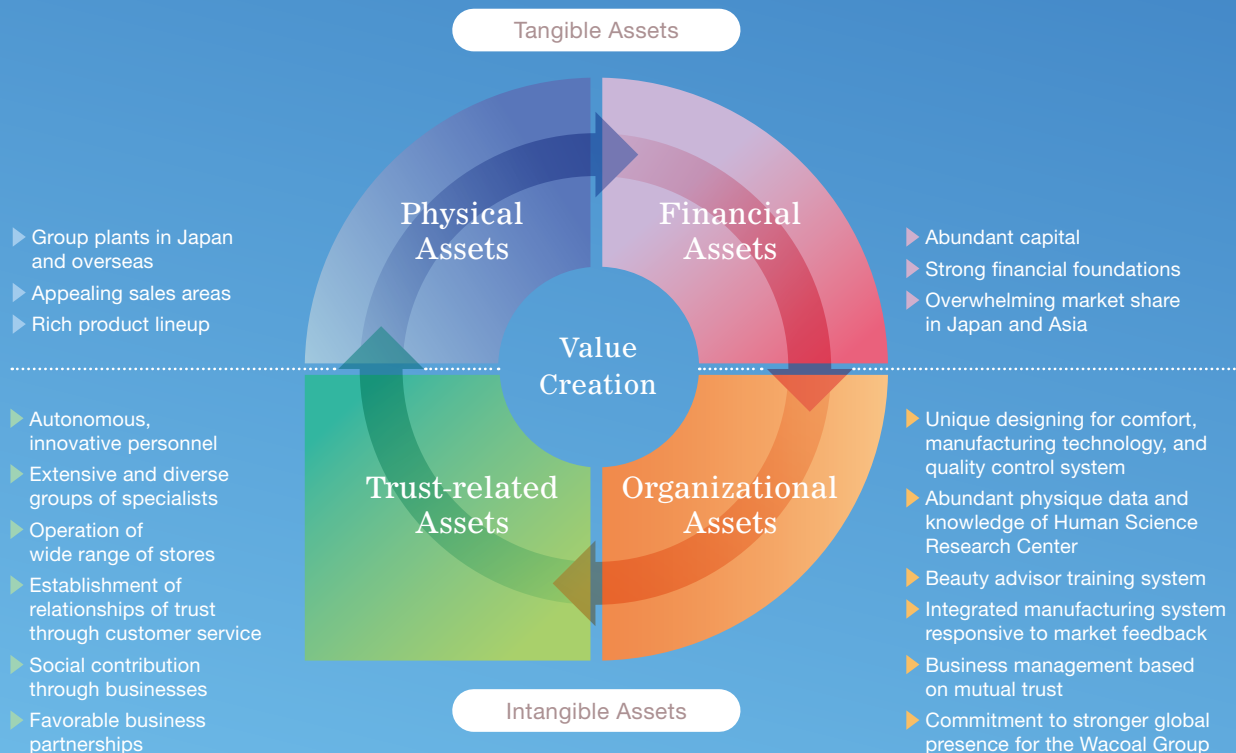 Tangible Assets
Physical
Assets
Financial
Assets
Group plants in Japan
and overseas
Appealing sales areas
Rich product lineup
Abundant capital
Strong financial foundations
Overwhelming market share
in Japan and Asia
Value
Creation
Trust-related
Assets
Organizational
Assets
Autonomous,
innovative personnel
Extensive and diverse
groups of specialists
Operation of
wide range of stores
Establishment of
relationships of trust
through customer service
Social contribution
through businesses
Favorable business
partnerships
Unique designing for comfort,
manufacturing technology, and
quality control system
Abundant physique data and
knowledge of Human Science
Research Center
Beauty advisor training system
Integrated manufacturing system
responsive to market feedback
Business management based
on mutual trust
Commitment to stronger global
presence for the Wacoal Group
Intangible Assets